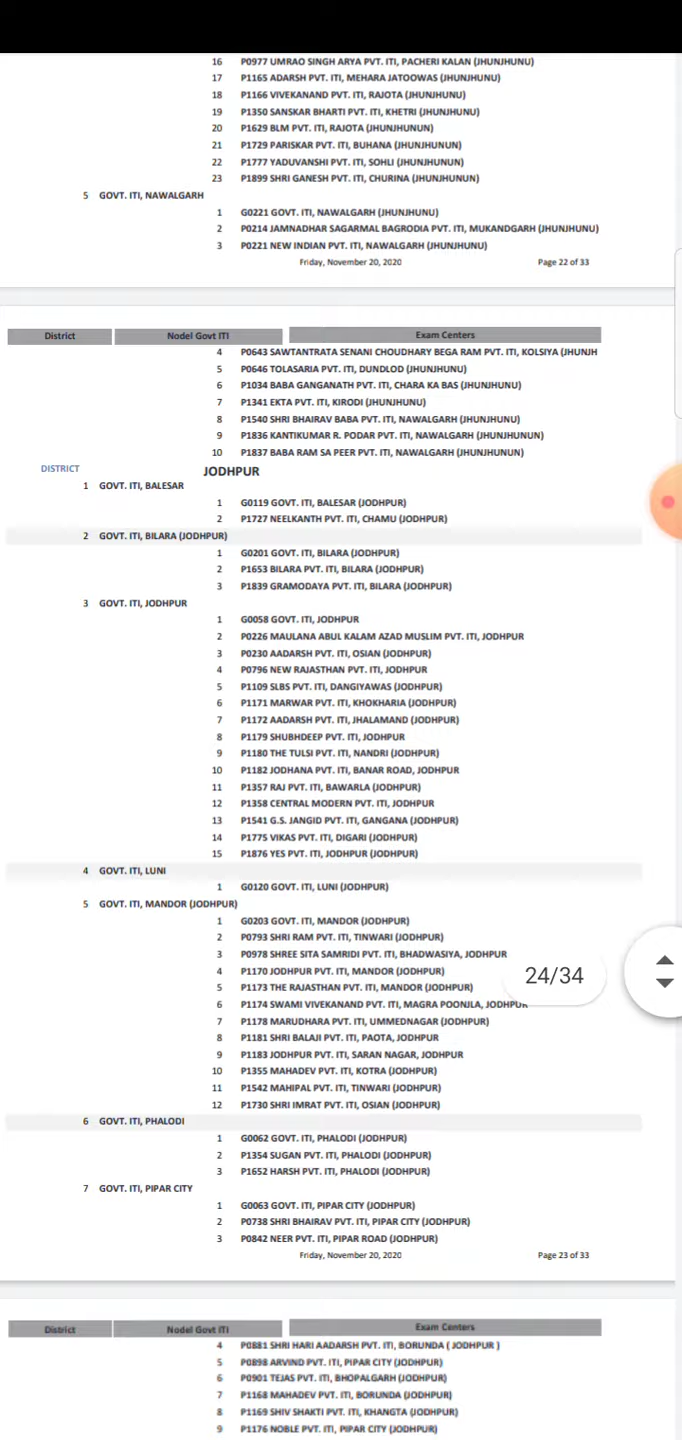 16 P0977 UMRAO SINGH ARYA PVT. ITI, PACHERI KALAN (JHUNJHUNU)
17 P1165 ADARSH PVT. ITI, MEHARA JATOOWAS (JHUNJHUNU)
18 P1166 VIVEKANAND PVT. ITI, RAJOTA (JHUNJHUNU)
19 P1350 SANSKAR BHARTI PVT. ITI, KHETRI (JHUNJHUNU)
20 P1629 BLM PVT. ITI, RAJOTA (JHUNJHUNUN)
21 P1729 PARISKAR PVT. ITI, BUHANA (JHUNJHUNU)
22 P1777 YADUVANSHI PVT. ITI, SOHLI (JHUNJHUNUN)
23 P1899 SHRI GANESH PVT. ITI, CHURINA (JHUNJHUNUN)
5 GOVT. ITI, NAWALGARH
1 G0221 GOVT. ITI, NAWALGARH (JHUNJHUNU)
2 P0214 JAMNADHAR SAGARMAL BAGRODIA PVT. ITI, MUKANDGARH (JHUNJHUNU)
3 P0221 NEW INDIAN PVT. ITI, NAWALGARH (JHUNJHUNU)
Friday, November 20, 2020 Page 22 of 33
District Nodel Govt ITI Exam Centers
4 P0643 SAWTANTRATA SENANI CHOUDHARY BEGA RAM PVT. ITI, KOLSIYA (JHUNJH
5 P0646 TOLASARIA PVT. ITI, DUNDLOD (JHUNJHUNU)
6 P1034 BABA GANGANATH PVT. ITI, CHARA KA BAS (JHUNJHUNU)
7 P1341 EKTA PVT. ITI, KIRODI (JHUNJHUNU)
8 P1540 SHRI BHAIRAV BABA PVT. ITI, NAWALGARH (JHUNJHUNU)
9 P1836 KANTIKUMAR R. PODAR PVT. ITI, NAWALGARH (JHUNJHUNUN)
10 P1837 BABA RAM SA PEER PVT. ITI, NAWALGARH (JHUNJHUNUN)
DISTRICT JODHPUR
1 GOVT. ITI, BALESAR
1 G0119 GOVT. ITI, BALESAR (JODHPUR)
2 P1727 NEELKANTH PVT. ITI, CHAMU (JODHPUR)
2 GOVT. ITI, BILARA (JODHPUR)
1 G0201 GOVT. ITI, BILARA (JODHPUR)
2 P1653 BILARA PVT. ITI, BILARA (JODHPUR)
3 P1839 GRAMODAYA PVT. ITI, BILARA (JODHPUR)
3 GOVT. ITI, JODHPUR
1 G0058 GOVT. ITI, JODHPUR
2 P0226 MAULANA ABUL KALAM AZAD MUSLIM PVT. ITI, JODHPUR
3 P0230 AADARSH PVT. ITI, OSIAN (JODHPUR)
4 P0796 NEW RAJASTHAN PVT. ITI, JODHPUR
5 P1109 SLBS PVT. ITI, DANGIYAWAS (JODHPUR)
6 P1171 MARWAR PVT. ITI, KHOKHARIA (JODHPUR)
7 P1172 AADARSH PVT. ITI, JHALAMAND (JODHPUR)
8 P1179 SHUBHDEEP PVT. ITI, JODHPUR
9 P1180 THE TULSI PVT. ITI, NANDRI (JODHPUR)
10 P1182 JODHANA PVT. ITI, BANAR ROAD, JODHPUR
11 P1357 RAJ PVT. ITI, BAWARLA (JODHPUR)
12 P1358 CENTRAL MODERN PVT. ITI, JODHPUR
13 P1541 G.S. JANGID PVT. ITI, GANGANA (JODHPUR)
14 P1775 VIKAS PVT. ITI, DIGARI (JODHPUR)
15 P1876 YES PVT. ITI, JODHPUR (JODHPUR)
4 GOVT. ITI, LUNI
1 G0120 GOVT. ITI, LUNI (JODHPUR)
5 GOVT. ITI, MANDOR (JODHPUR)
1 G0203 GOVT. ITI, MANDOR (JODHPUR)
2 P0793 SHRI RAM PVT. ITI, TINWARI (JODHPUR)
3 P0978 SHREE SITA SAMRIDI PVT. ITI, BHADWASIYA, JODHPUR
4 P1170 JODHPUR PVT. ITI, MANDOR (JODHPUR)
5 P1173 THE RAJASTHAN PVT. ITI, MANDOR (JODHPUR)
24/34
6 P1174 SWAMI VIVEKANAND PVT. ITI, MAGRA POONJLA, JODHPUR
7 P1178 MARUDHARA PVT. ITI, UMMEDNAGAR (JODHPUR)
8 P1181 SHRI BALAJI PVT. ITI, PAOTA, JODHPUR
9 P1183 JODHPUR PVT. ITI, SARAN NAGAR, JODHPUR
10 P1355 MAHADEV PVT. ITI, KOTRA (JODHPUR)
11 P1542 MAHIPAL PVT. ITI, TINWARI (JODHPUR)
12 P1730 SHRI IMRAT PVT. ITI, OSIAN (JODHPUR)
6 GOVT. ITI, PHALODI
1 G0062 GOVT. ITI, PHALODI (JODHPUR)
2 P1354 SUGAN PVT. ITI, PHALODI (JODHPUR)
3 P1652 HARSH PVT. ITI, PHALODI (JODHPUR)
7 GOVT. ITI, PIPAR CITY
1 G0063 GOVT. ITI, PIPAR CITY (JODHPUR)
2 P0738 SHRI BHAIRAV PVT. ITI, PIPAR CITY (JODHPUR)
3 P0842 NEER PVT. ITI, PIPAR ROAD (JODHPUR)
Friday, November 20, 2020 Page 23 of 33
District Nodel Govt ITI Exam Centers
4 P0881 SHRI HARI AADARSH PVT. ITI, BORUNDA ( JODHPUR )
5 P0898 ARVIND PVT. ITI, PIPAR CITY (JODHPUR)
6 P0901 TEJAS PVT. ITI, BHOPALGARH (JODHPUR)
7 P1168 MAHADEV PVT. ITI, BORUNDA (JODHPUR)
8 P1169 SHIV SHAKTI PVT. ITI, KHANGTA (JODHPUR)
9 P1176 NOBLE PVT. ITI, PIPAR CITY (JODHPUR)